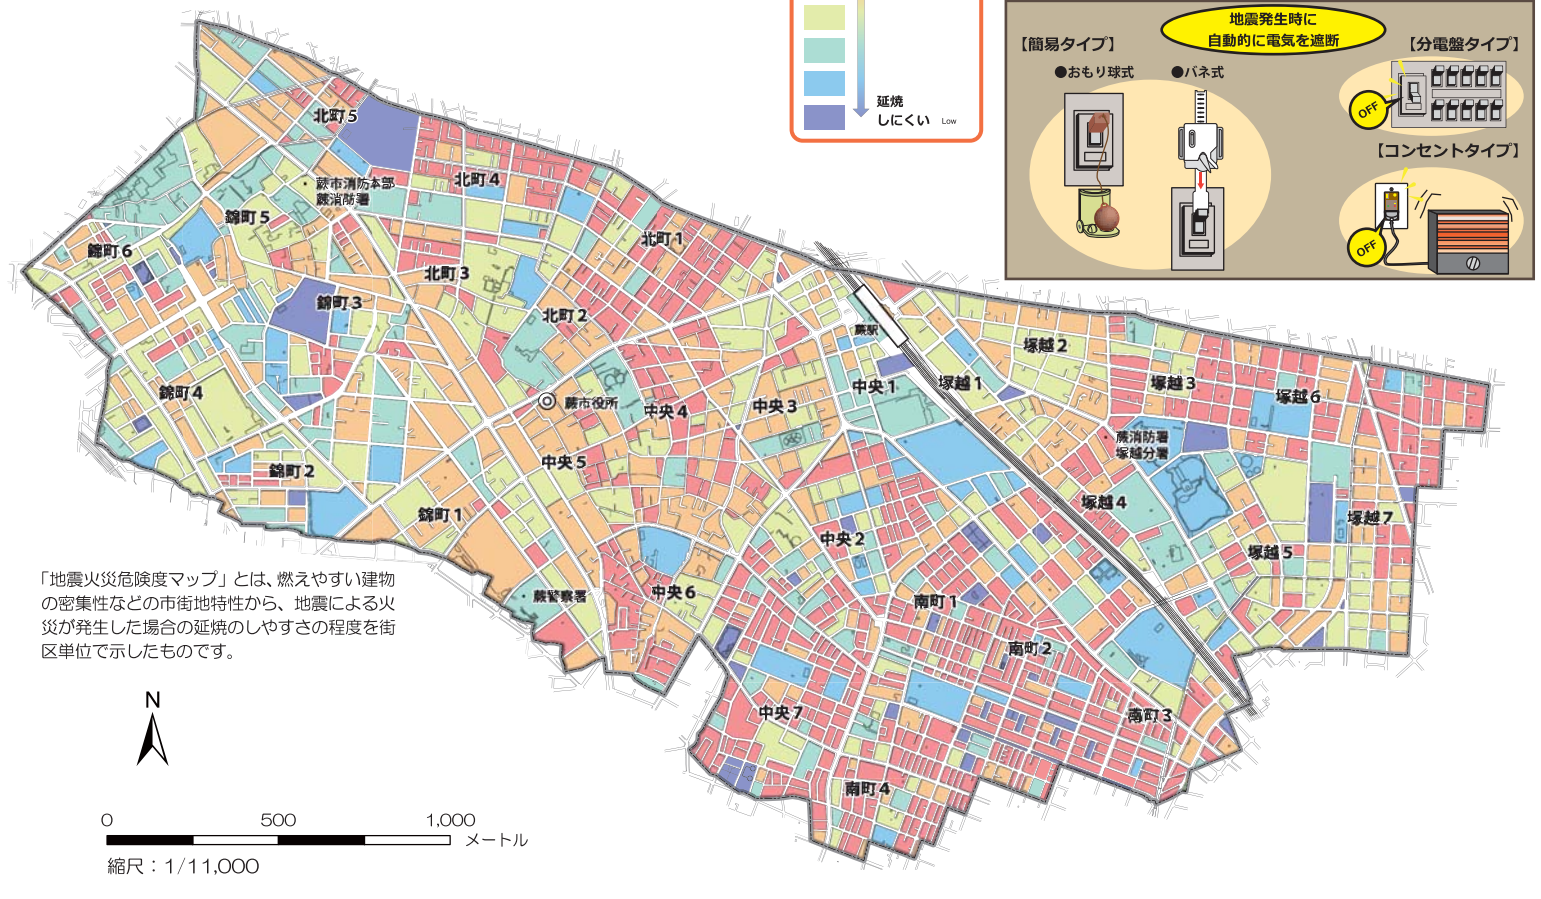 延焼
しにくい Low
地震発生時に
自動的に電気を遮断
【簡易タイプ】
●おもり球式
●バネ式
【分電盤タイプ】
OFF
【コンセントタイプ】
OFF
北町5
蕨市消防本部
蕨消防署
北町4
錦町5
錦町6
北町1
北町3
錦町3
北町2
蕨駅
塚越2
塚越1
塚越3
塚越6
中央1
錦町4
蕨市役所
中央4
中央3
蕨消防署
塚越分署
中央5
錦町2
塚越4
錦町1
塚越7
中央2
塚越5
蕨警察署
中央6
南町1
南町2
中央7
南町3
南町4
「地震火災危険度マップ」とは、燃えやすい建物
の密集性などの市街地特性から、地震による火
災が発生した場合の延焼のしやすさの程度を街
区単位で示したものです。
N
0 500 1,000
メートル
縮尺：1/11,000